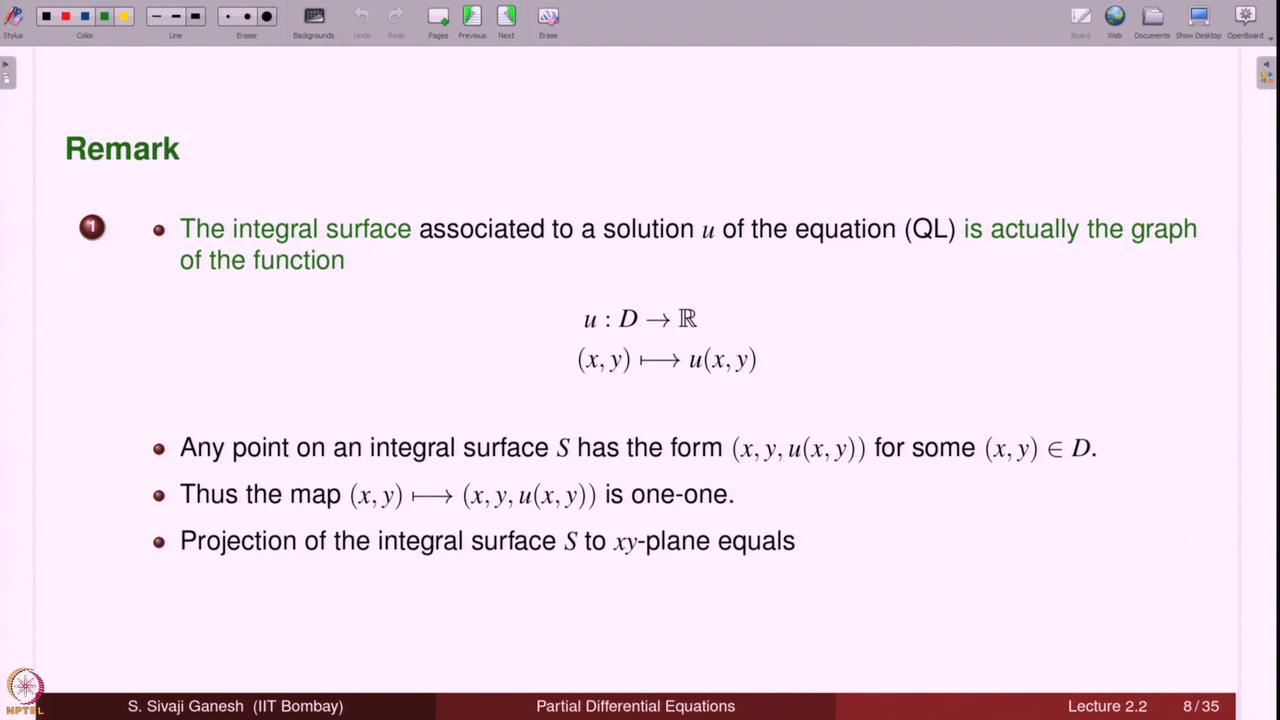 Stylus Color Line Eraser Backgrounds Undo Redo Pages Previous Next Erase Board Web Documents Show Desktop OpenBoard
Remark
1 The integral surface associated to a solution u of the equation (QL) is actually the graph
of the function
u : D → ℝ
(x, y) ⟼ u(x, y)
Any point on an integral surface S has the form (x, y, u(x, y)) for some (x, y) ∈ D.
Thus the map (x, y) ⟼ (x, y, u(x, y)) is one-one.
Projection of the integral surface S to xy-plane equals
NPTEL
S. Sivaji Ganesh (IIT Bombay) Partial Differential Equations Lecture 2.2 8 / 35